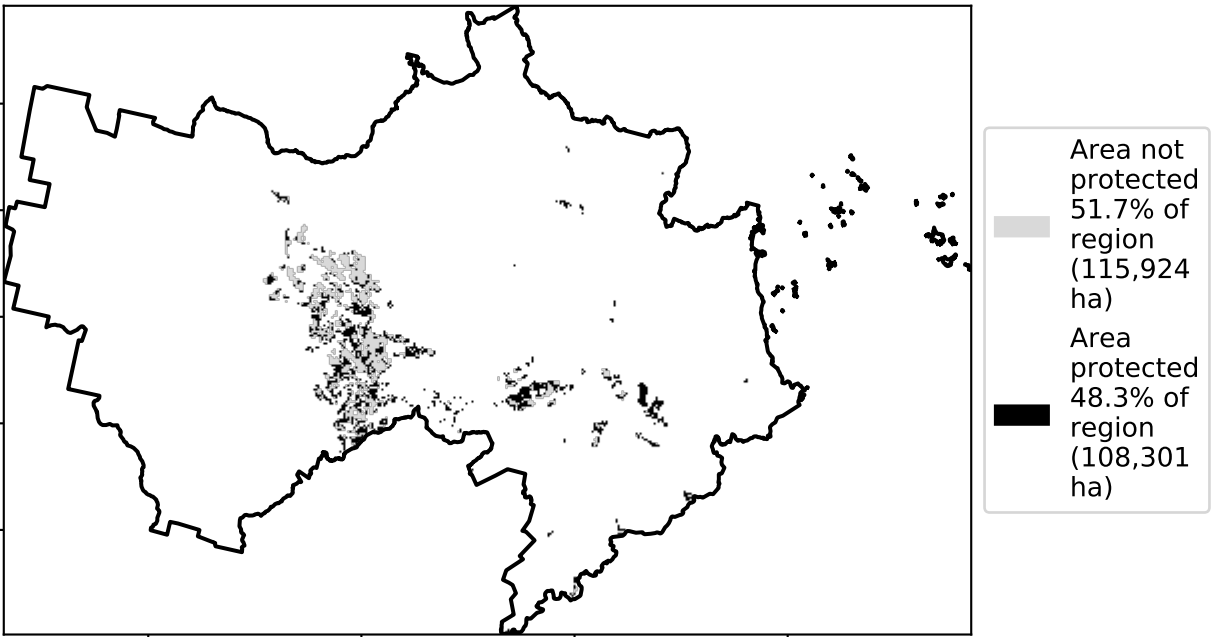 Area not
protected
51.7% of
region
(115,924
ha)
Area
protected
48.3% of
region
(108,301
ha)